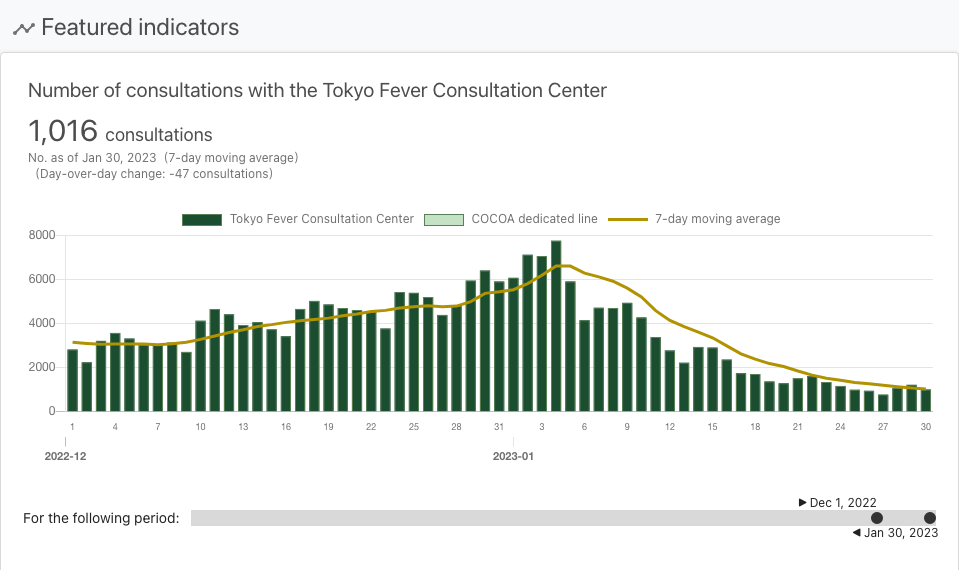 Featured indicators
Number of consultations with the Tokyo Fever Consultation Center
1,016 consultations
No. as of Jan 30, 2023 (7-day moving average)
(Day-over-day change: -47 consultations)
Tokyo Fever Consultation Center COCOA dedicated line 7-day moving average
8000
6000
4000
2000
0
1 4 7 10 13 16 19 22 25 28 31 3 6 9 12 15 18 21 24 27 30
2022-12 2023-01
Dec 1, 2022
For the following period:
Jan 30, 2023